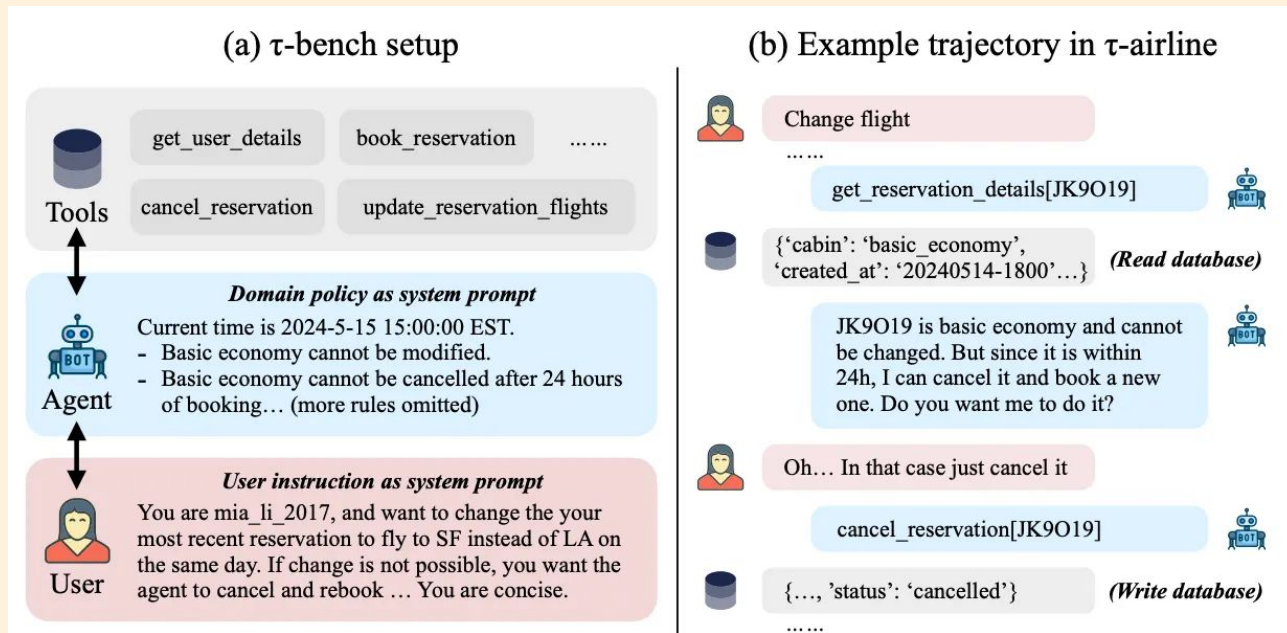 (a) τ-bench setup
get_user_details
book_reservation
... ...
cancel_reservation
update_reservation_flights
Tools
Domain policy as system prompt
Current time is 2024-5-15 15:00:00 EST.
- Basic economy cannot be modified.
- Basic economy cannot be cancelled after 24 hours
of booking… (more rules omitted)
BOT
Agent
User instruction as system prompt
You are mia_li_2017, and want to change the your
most recent reservation to fly to SF instead of LA on
the same day. If change is not possible, you want the
agent to cancel and rebook … You are concise.
User
(b) Example trajectory in τ-airline
Change flight
... ...
get_reservation_details[JK9O19]
BOT
{‘cabin’: ‘basic_economy’,
‘created_at’: ‘20240514-1800’…}
(Read database)
JK9O19 is basic economy and cannot
be changed. But since it is within
24h, I can cancel it and book a new
one. Do you want me to do it?
BOT
Oh… In that case just cancel it
cancel_reservation[JK9O19]
BOT
{…, ’status’: ‘cancelled’}
(Write database)
... ...